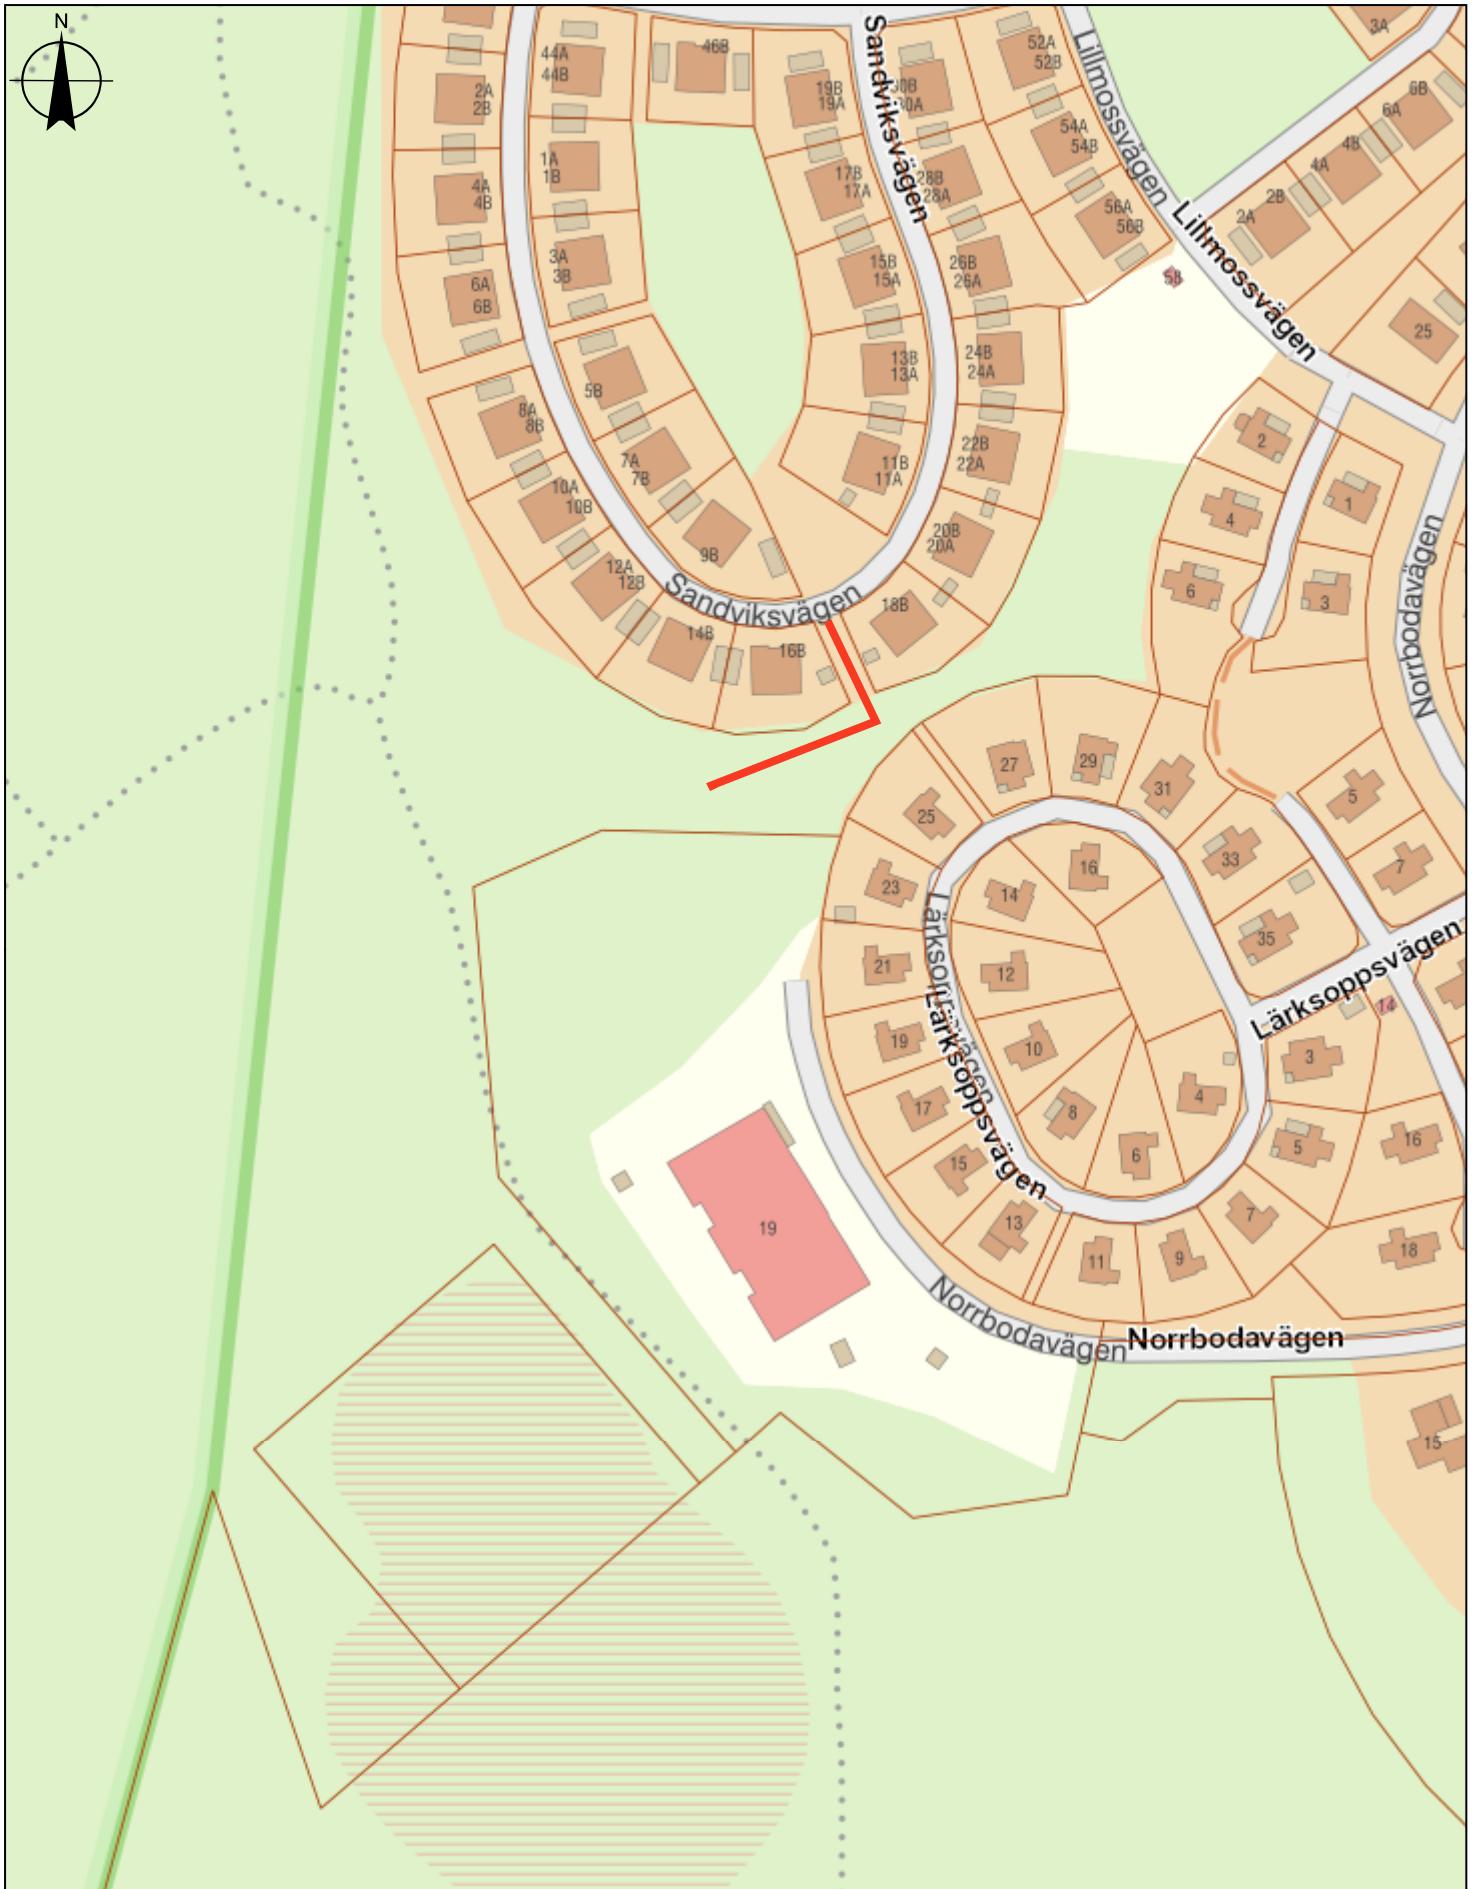 N
3A
44A
44B
46B
52A
52B
Sandviksvägen
Lillmossvägen
2A
2B
19B
19A
30A
6B
6A
54A
54B
4B
4A
1A
1B
17B
17A
28B
28A
4A
4B
2B
2A
56A
56B
Lillmossvägen
3A
3B
15B
15A
26B
26A
58
6A
6B
25
13B
13A
24B
24A
5B
8A
8B
2
22B
22A
11B
11A
7A
7B
10A
10B
1
4
20B
20A
9B
12A
12B
6
3
Norrbodavägen
Sandviksvägen
18B
14B
16B
27
29
31
5
25
33
7
16
23
14
35
Lärksoppsvägen
21
12
14
Lärksoppsvägen
19
10
3
17
8
4
5
16
15
6
13
7
19
11
9
18
Norrbodavägen
Norrbodavägen
15